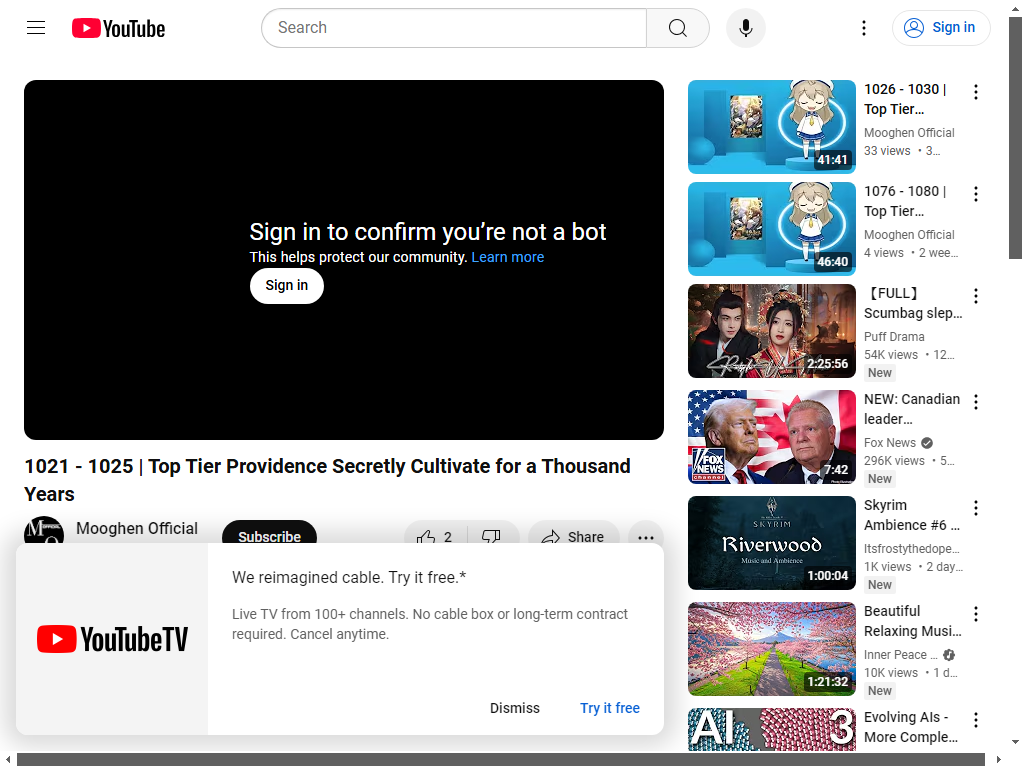 YouTube
Search
Sign in
Sign in to confirm you're not a bot
This helps protect our community. Learn more
Sign in
1021 - 1025 | Top Tier Providence Secretly Cultivate for a Thousand
Years
Mooghen Official
Subscribe
2
Share
YouTubeTV
We reimagined cable. Try it free.*
Live TV from 100+ channels. No cable box or long-term contract
required. Cancel anytime.
Dismiss
Try it free
41:41
1026 - 1030 |
Top Tier...
Mooghen Official
33 views • 3...
46:40
1076 - 1080 |
Top Tier...
Mooghen Official
4 views • 2 wee...
2:25:56
【FULL】
Scumbag slep...
Puff Drama
54K views • 12...
New
FOX
NEWS
channel
7:42
NEW: Canadian
leader...
Fox News
296K views • 5...
New
SKYRIM
Riverwood
Music and Ambience
1:00:04
Skyrim
Ambience #6 ...
Itsfrostythedope...
1K views • 2 day...
New
1:21:32
Beautiful
Relaxing Musi...
Inner Peace ...
10K views • 1 d...
New
AI 3
Evolving AIs -
More Comple...